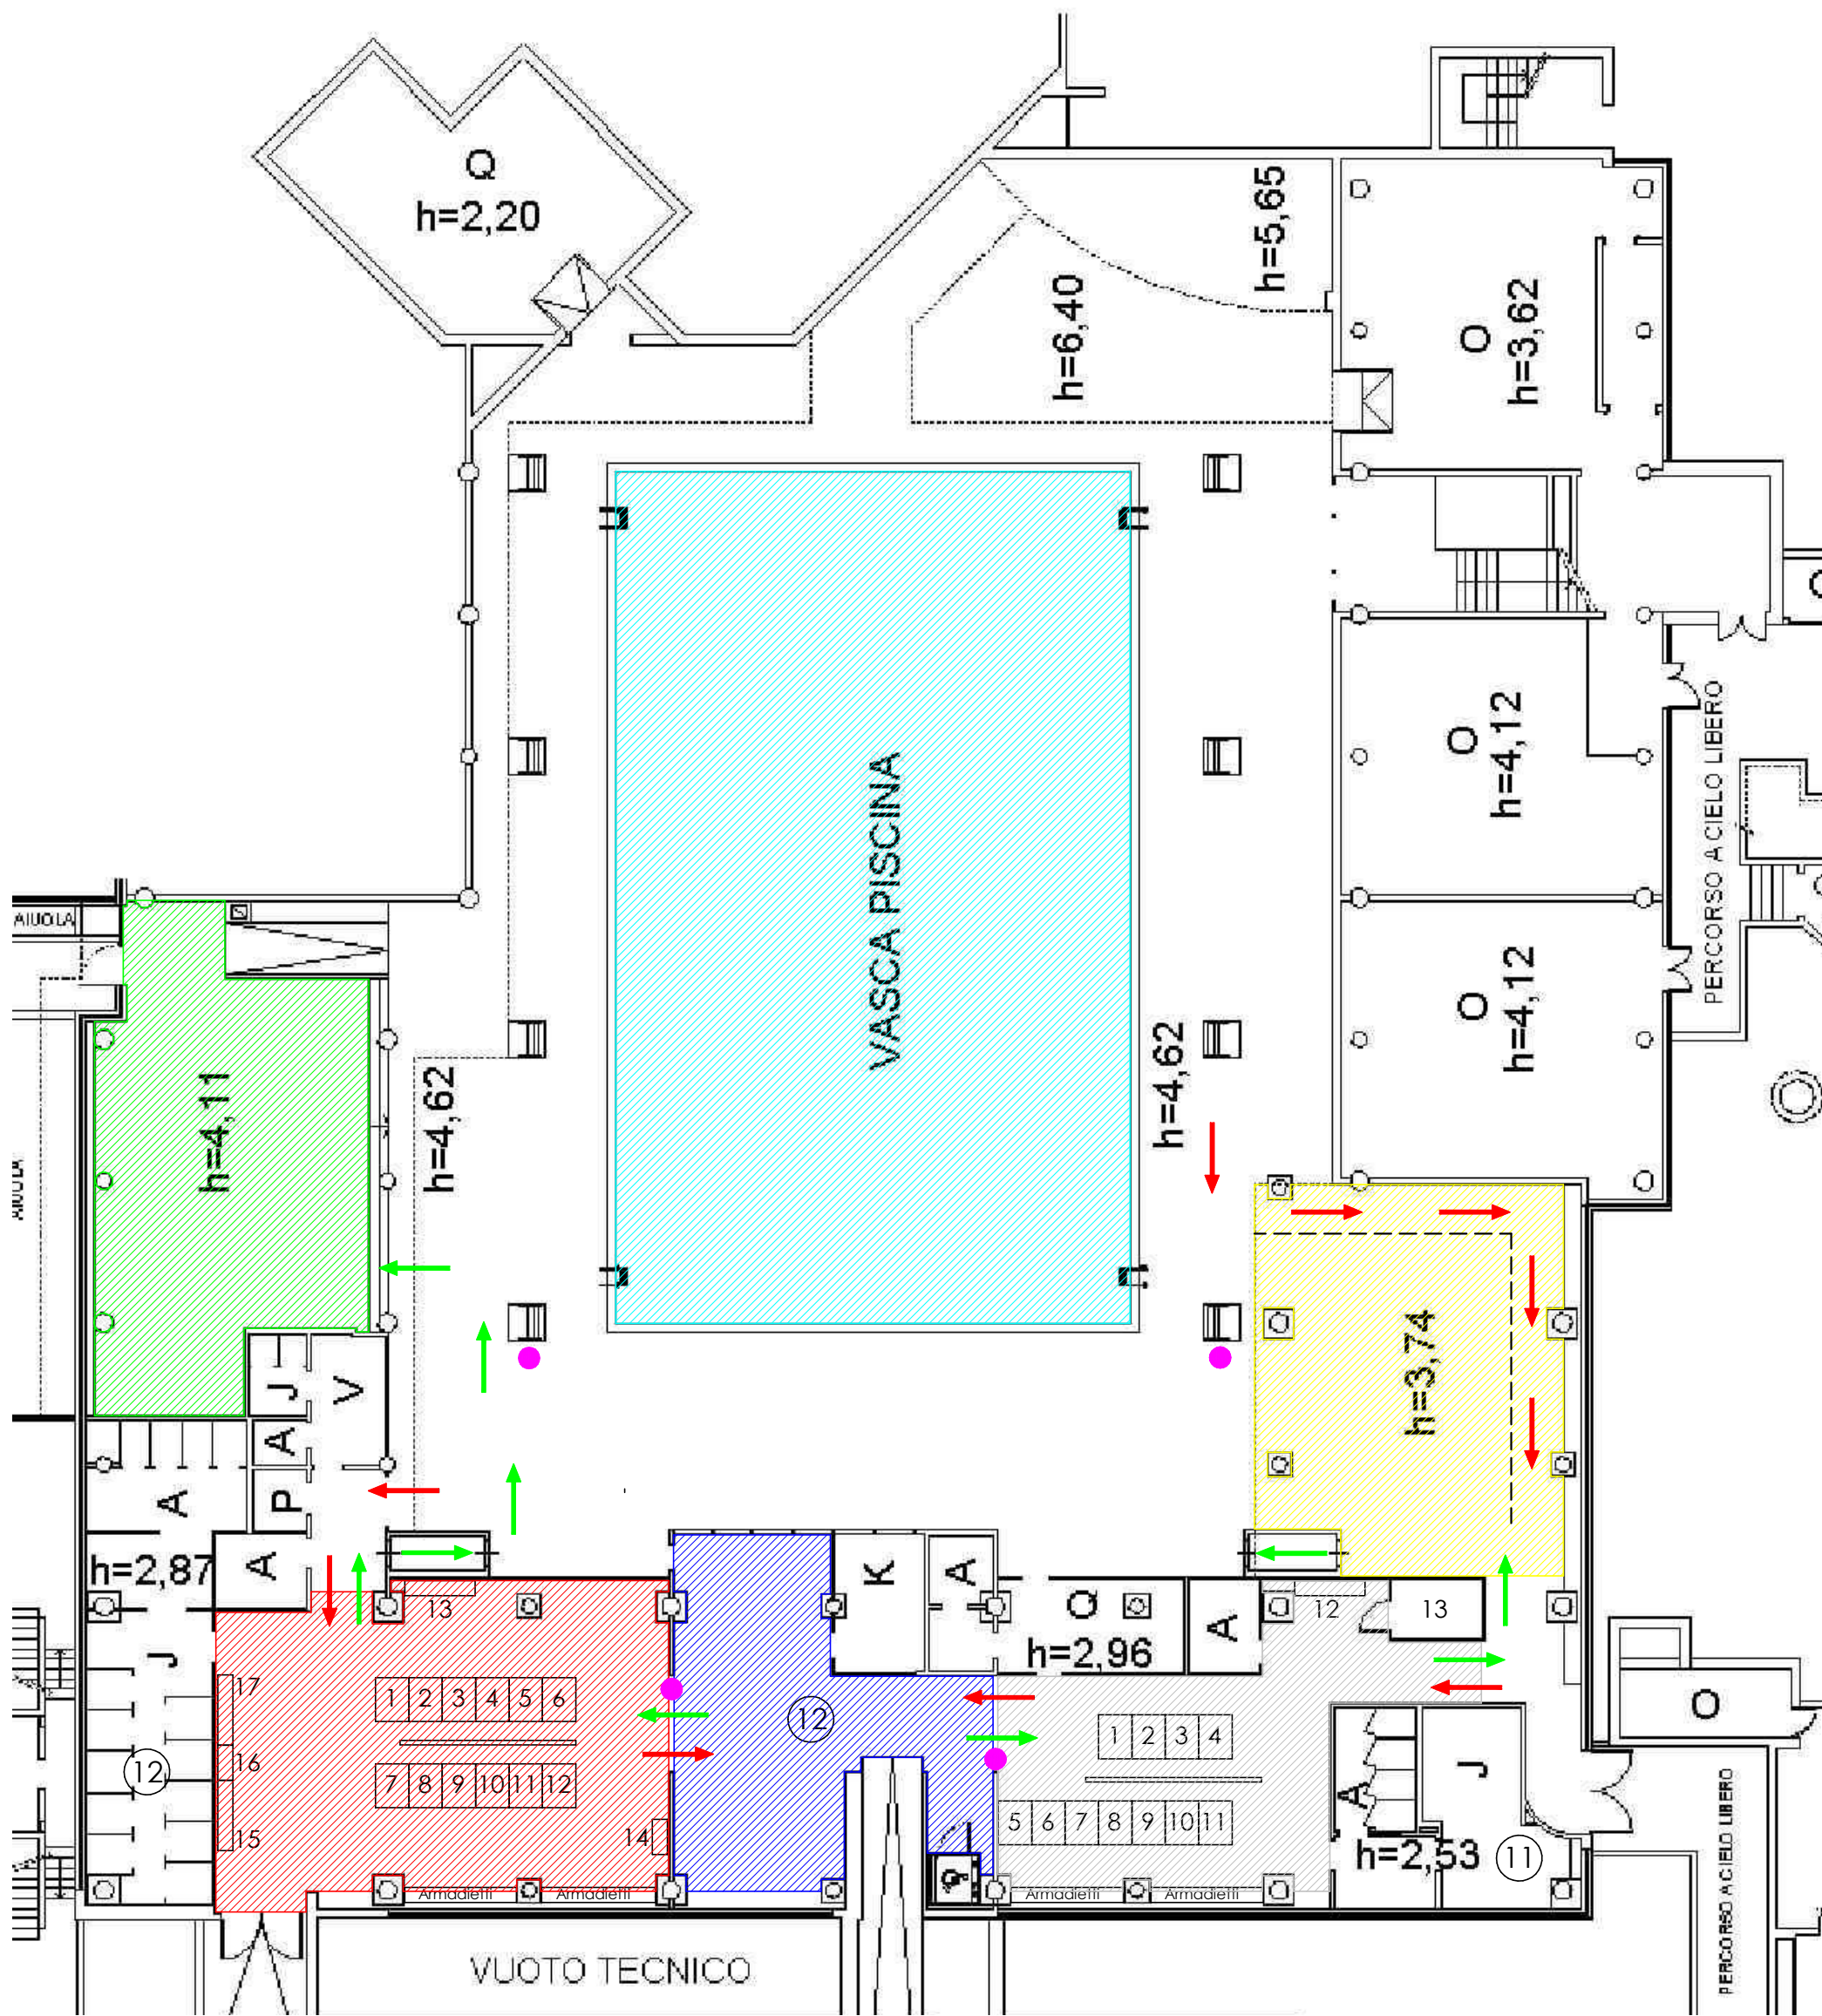 Q
h=2,20
h=5,65
h=6,40
O
h=3,62
O
h=4,12
PERCORSO A CIELO LIBERO
VASCA PISCINA
AIUOLA
O
h=4,12
h=4,11
h=4,62
h=4,62
AIUOLA
h=3,74
J
V
A
A
P
A
h=2,87
K
A
Q
h=2,96
A
13
12
13
J
17
16
15
12
1 2 3 4 5 6
7 8 9 10 11 12
14
12
1 2 3 4
5 6 7 8 9 10 11
A
J
h=2,53
11
O
Armadietti
Armadietti
Armadietti
Armadietti
PERCORSO A CIELO LIBERO
VUOTO TECNICO